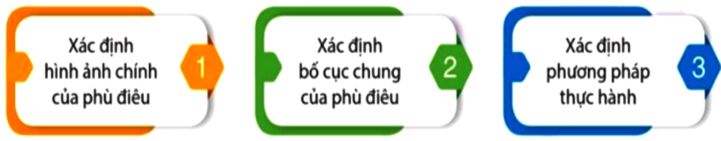 Xác định
hình ảnh chính
của phù điêu
1
Xác định
bố cục chung
của phù điêu
2
Xác định
phương pháp
thực hành
3